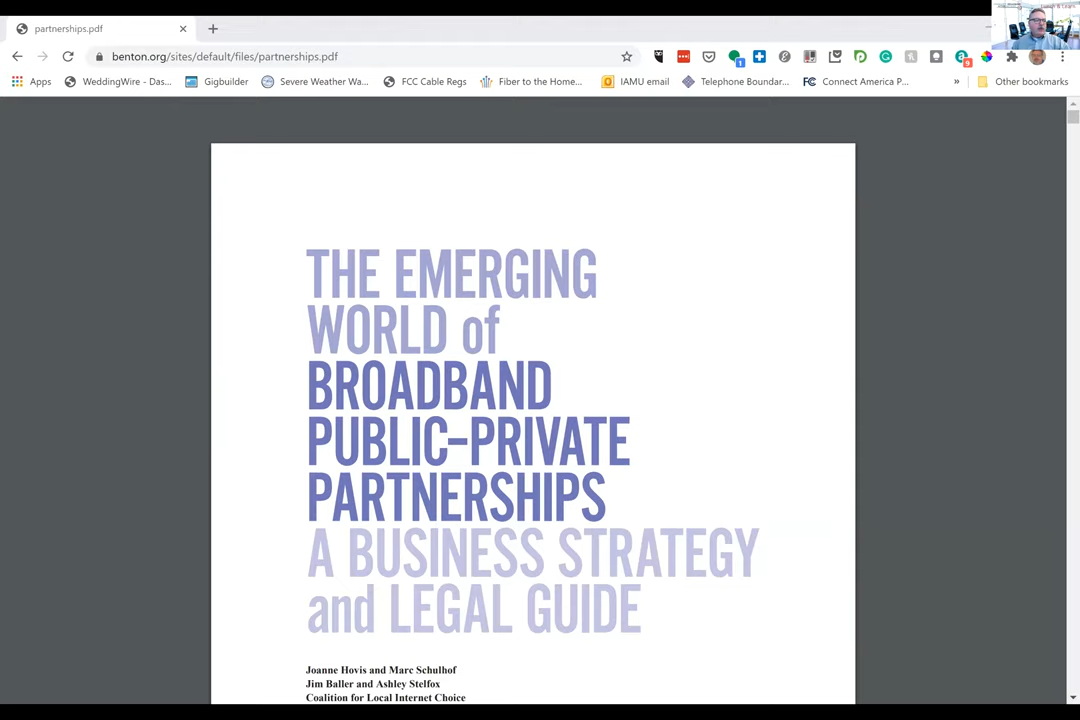 partnerships.pdf
benton.org/sites/default/files/partnerships.pdf
1
9
Apps
WeddingWire - Das...
Gigbuilder
Severe Weather Wa...
FCC Cable Regs
Fiber to the Home...
IAMU email
Telephone Boundar...
Connect America P...
»
Other bookmarks
THE EMERGING
WORLD of
BROADBAND
PUBLIC–PRIVATE
PARTNERSHIPS
A BUSINESS STRATEGY
and LEGAL GUIDE
Joanne Hovis and Marc Schulhof
Jim Baller and Ashley Stelfox
Coalition for Local Internet Choice